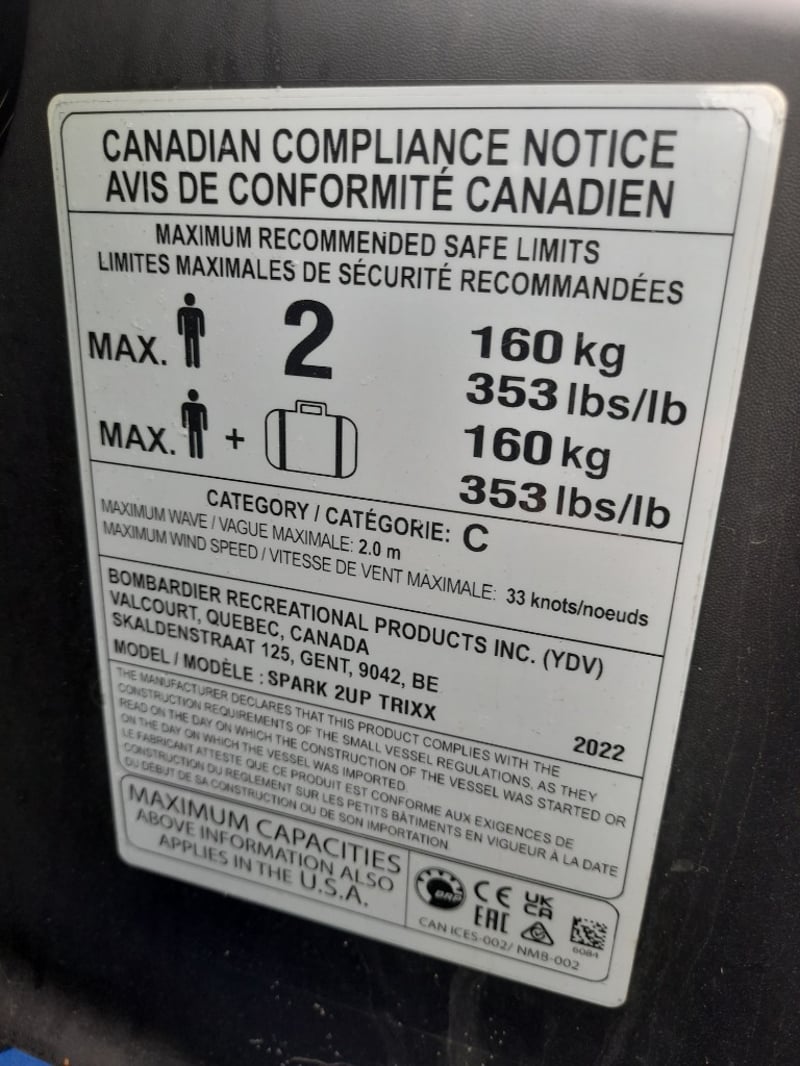 CANADIAN COMPLIANCE NOTICE
AVIS DE CONFORMITÉ CANADIEN
MAXIMUM RECOMMENDED SAFE LIMITS
LIMITES MAXIMALES DE SÉCURITÉ RECOMMANDÉES
MAX. 2 160 kg
353 lbs/lb
MAX. + 160 kg
353 lbs/lb
CATEGORY / CATÉGORIE: C
MAXIMUM WAVE / VAGUE MAXIMALE: 2.0 m
MAXIMUM WIND SPEED / VITESSE DE VENT MAXIMALE: 33 knots/noeuds
BOMBARDIER RECREATIONAL PRODUCTS INC. (YDV)
VALCOURT, QUEBEC, CANADA
SKALDENSTRAAT 125, GENT, 9042, BE
MODEL / MODÈLE : SPARK 2UP TRIXX 2022
THE MANUFACTURER DECLARES THAT THIS PRODUCT COMPLIES WITH THE
CONSTRUCTION REQUIREMENTS OF THE SMALL VESSEL REGULATIONS, AS THEY
READ ON THE DAY ON WHICH THE CONSTRUCTION OF THE VESSEL WAS STARTED OR
ON THE DAY ON WHICH THE VESSEL WAS IMPORTED.
LE FABRICANT ATTESTE QUE CE PRODUIT EST CONFORME AUX EXIGENCES DE
CONSTRUCTION DU RÈGLEMENT SUR LES PETITS BÂTIMENTS EN VIGUEUR À LA DATE
DU DÉBUT DE SA CONSTRUCTION OU DE SON IMPORTATION
MAXIMUM CAPACITIES
ABOVE INFORMATION ALSO
APPLIES IN THE U.S.A.
BRP CE UK
CA
EAC
6084
CAN ICES-002/ NMB-002